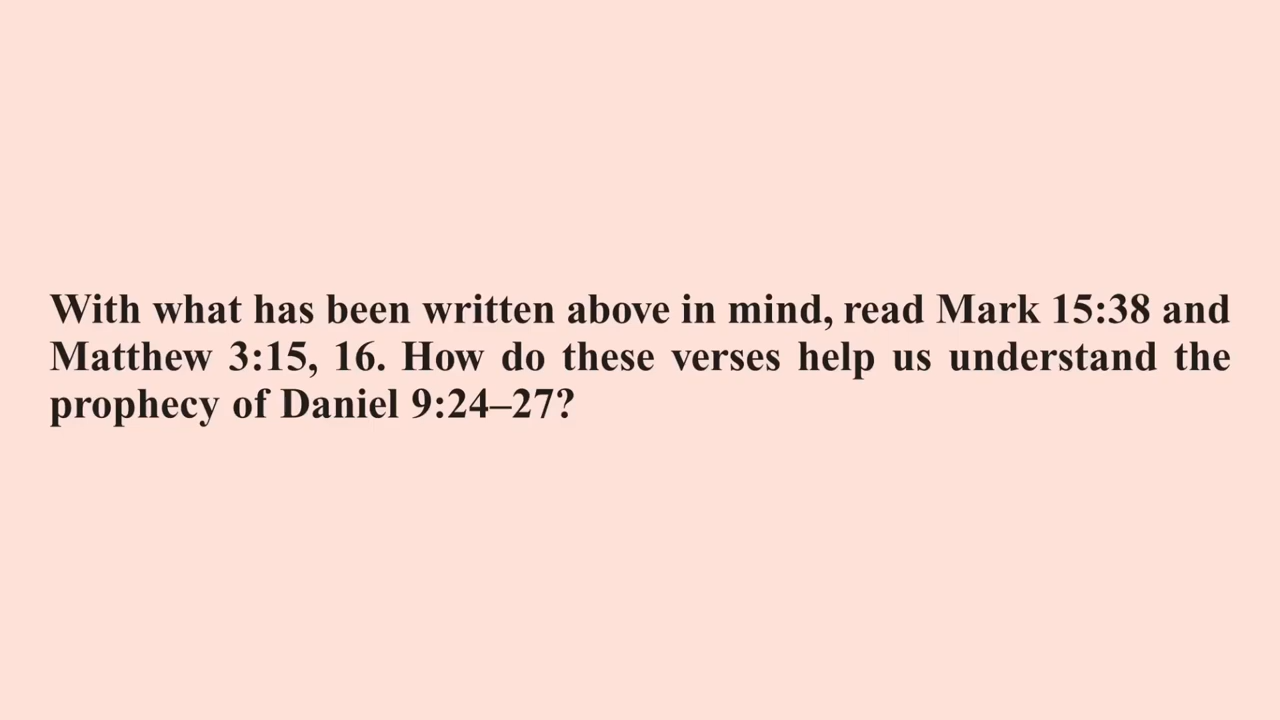 With what has been written above in mind, read Mark 15:38 and
Matthew 3:15, 16. How do these verses help us understand the
prophecy of Daniel 9:24–27?